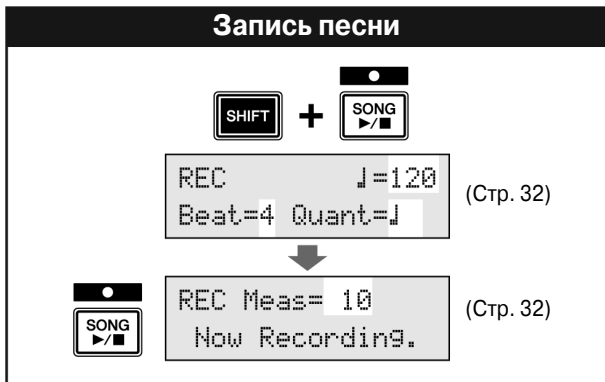 Запись песни
SHIFT + SONG ▶/■
REC ♩=120
Beat=4 Quant=♩
(Стр. 32)
SONG ▶/■
REC Meas= 10
Now Recording.
(Стр. 32)